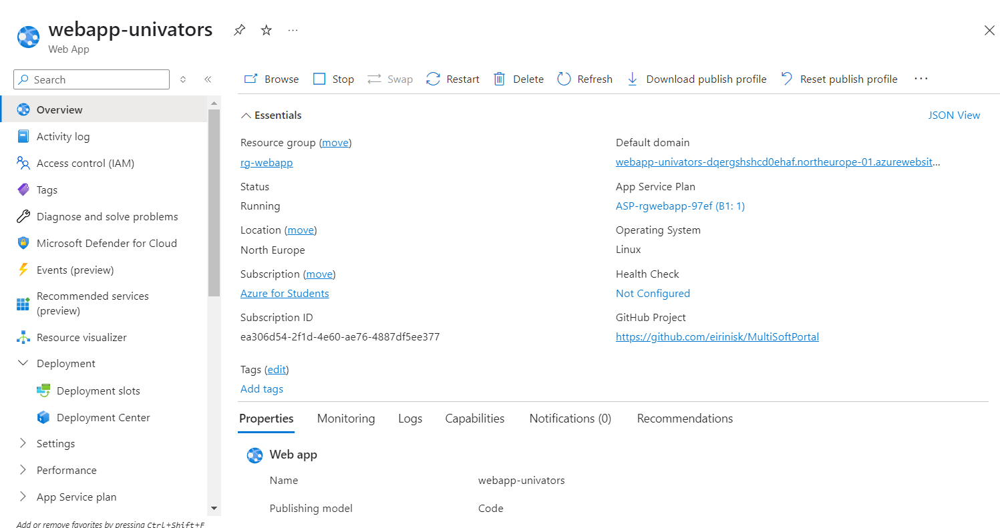 webapp-univators
Web App
Search
Overview
Activity log
Access control (IAM)
Tags
Diagnose and solve problems
Microsoft Defender for Cloud
Events (preview)
Recommended services
(preview)
Resource visualizer
Deployment
Deployment slots
Deployment Center
Settings
Performance
App Service plan
Add or remove favorites by pressing Ctrl+Shift+F
Browse Stop Swap Restart Delete Refresh Download publish profile Reset publish profile ...
Essentials
JSON View
Resource group (move)
rg-webapp
Status
Running
Location (move)
North Europe
Subscription (move)
Azure for Students
Subscription ID
ea306d54-2f1d-4e60-ae76-4887df5ee377
Tags (edit)
Add tags
Default domain
webapp-univators-dqergshshcd0ehaf.northeurope-01.azurewebsit...
App Service Plan
ASP-rgwebapp-97ef (B1: 1)
Operating System
Linux
Health Check
Not Configured
GitHub Project
https://github.com/eirinisk/MultiSoftPortal
Properties Monitoring Logs Capabilities Notifications (0) Recommendations
Web app
Name webapp-univators
Publishing model Code